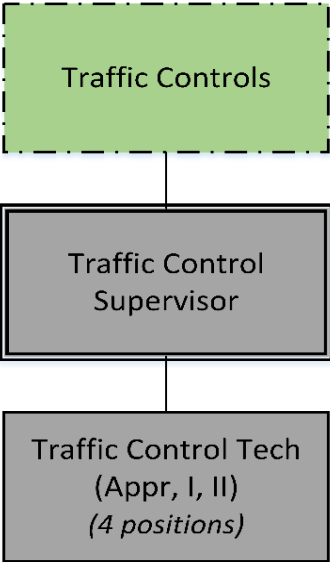 Traffic Controls
Traffic Control
Supervisor
Traffic Control Tech
(Appr, I, II)
(4 positions)